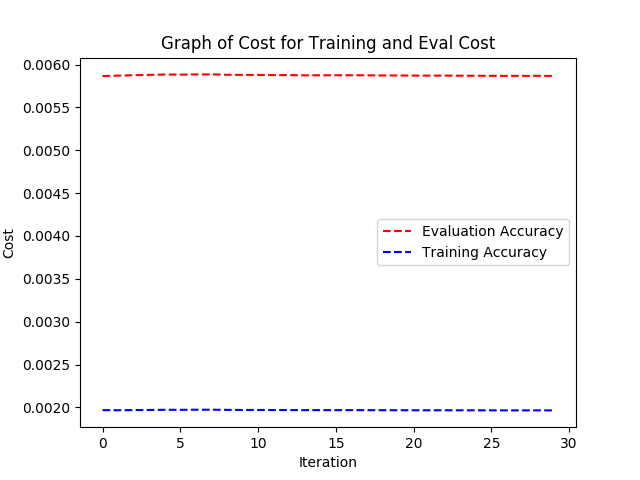 Graph of Cost for Training and Eval Cost
0.0060
0.0055
0.0050
0.0045
0.0040
0.0035
0.0030
0.0025
0.0020
Cost
Evaluation Accuracy
Training Accuracy
0 5 10 15 20 25 30
Iteration